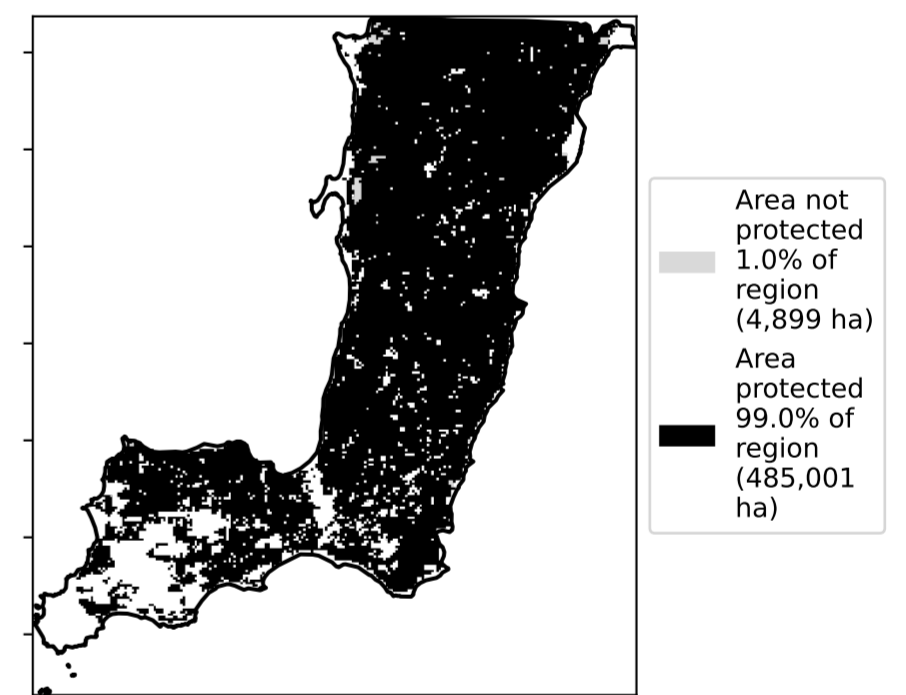 Area not
protected
1.0% of
region
(4,899 ha)
Area
protected
99.0% of
region
(485,001
ha)